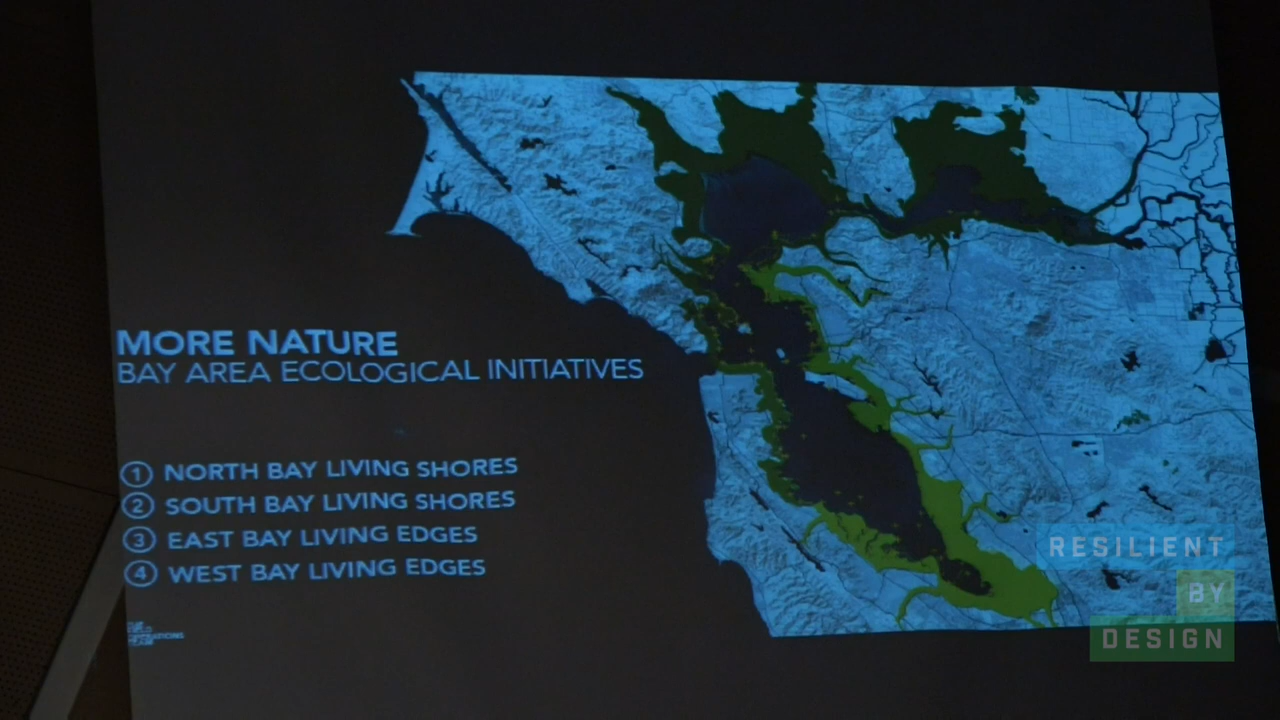 MORE NATURE
BAY AREA ECOLOGICAL INITIATIVES
1 NORTH BAY LIVING SHORES
2 SOUTH BAY LIVING SHORES
3 EAST BAY LIVING EDGES
4 WEST BAY LIVING EDGES
RESILIENT
BY
DESIGN